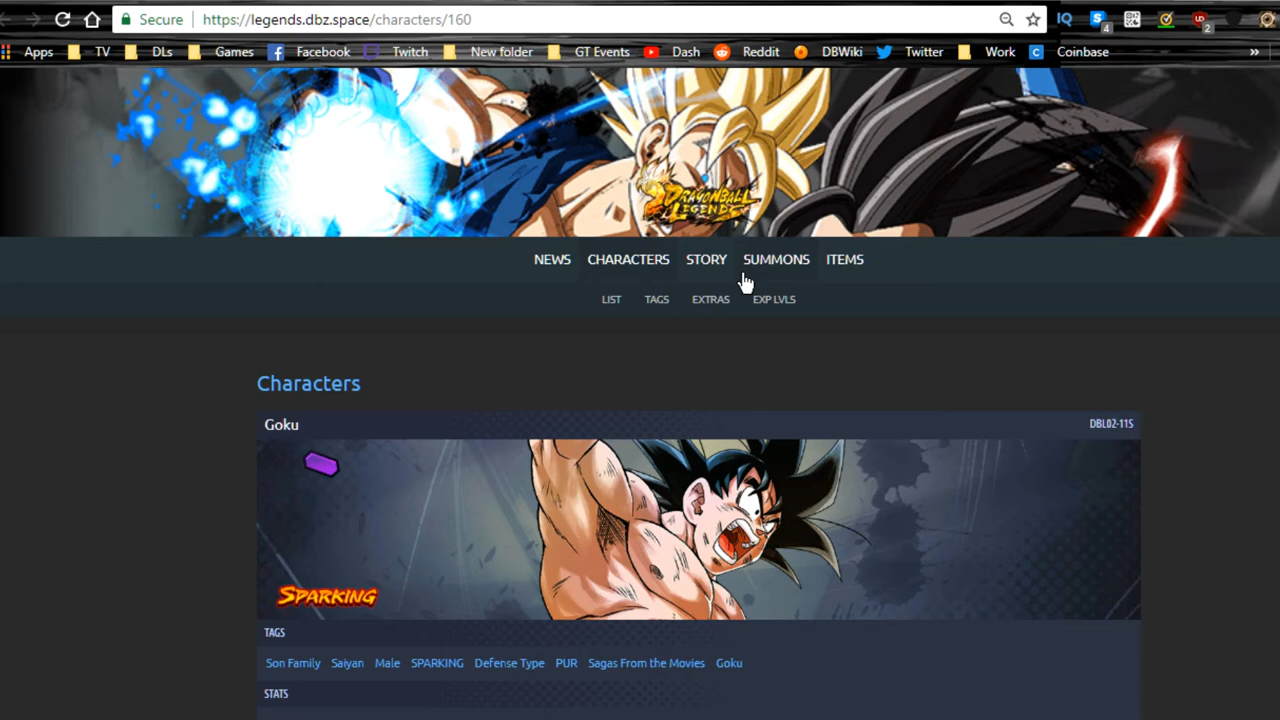 Secure https://legends.dbz.space/characters/160
4
2
Apps TV DLs Games Facebook Twitch New folder GT Events Dash Reddit DBWiki Twitter Work C Coinbase »
DRAGONBALL
LEGENDS
NEWS CHARACTERS STORY SUMMONS ITEMS
LIST TAGS EXTRAS EXP LVLS
Characters
Goku DBL02-11S
SPARKING
TAGS
Son Family Saiyan Male SPARKING Defense Type PUR Sagas From the Movies Goku
STATS